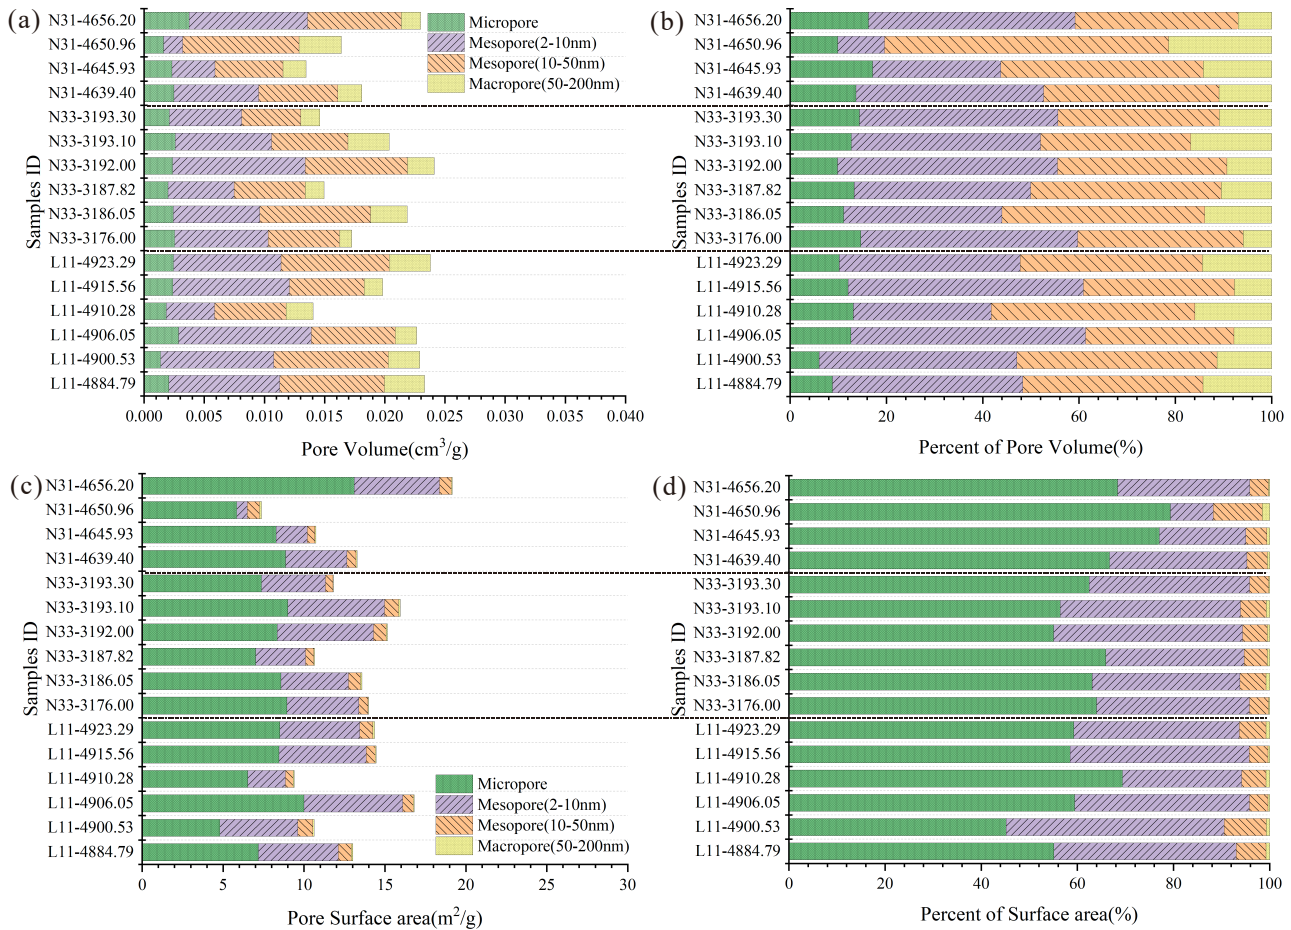 (a)
N31-4656.20
N31-4650.96
N31-4645.93
N31-4639.40
N33-3193.30
N33-3193.10
N33-3192.00
N33-3187.82
N33-3186.05
N33-3176.00
L11-4923.29
L11-4915.56
L11-4910.28
L11-4906.05
L11-4900.53
L11-4884.79
Samples ID
Micropore
Mesopore(2-10nm)
Mesopore(10-50nm)
Macropore(50-200nm)
0.000 0.005 0.010 0.015 0.020 0.025 0.030 0.035 0.040
Pore Volume(cm³/g)
(b)
N31-4656.20
N31-4650.96
N31-4645.93
N31-4639.40
N33-3193.30
N33-3193.10
N33-3192.00
N33-3187.82
N33-3186.05
N33-3176.00
L11-4923.29
L11-4915.56
L11-4910.28
L11-4906.05
L11-4900.53
L11-4884.79
Samples ID
0 20 40 60 80 100
Percent of Pore Volume(%)
(c)
N31-4656.20
N31-4650.96
N31-4645.93
N31-4639.40
N33-3193.30
N33-3193.10
N33-3192.00
N33-3187.82
N33-3186.05
N33-3176.00
L11-4923.29
L11-4915.56
L11-4910.28
L11-4906.05
L11-4900.53
L11-4884.79
Samples ID
Micropore
Mesopore(2-10nm)
Mesopore(10-50nm)
Macropore(50-200nm)
0 5 10 15 20 25 30
Pore Surface area(m²/g)
(d)
N31-4656.20
N31-4650.96
N31-4645.93
N31-4639.40
N33-3193.30
N33-3193.10
N33-3192.00
N33-3187.82
N33-3186.05
N33-3176.00
L11-4923.29
L11-4915.56
L11-4910.28
L11-4906.05
L11-4900.53
L11-4884.79
Samples ID
0 20 40 60 80 100
Percent of Surface area(%)